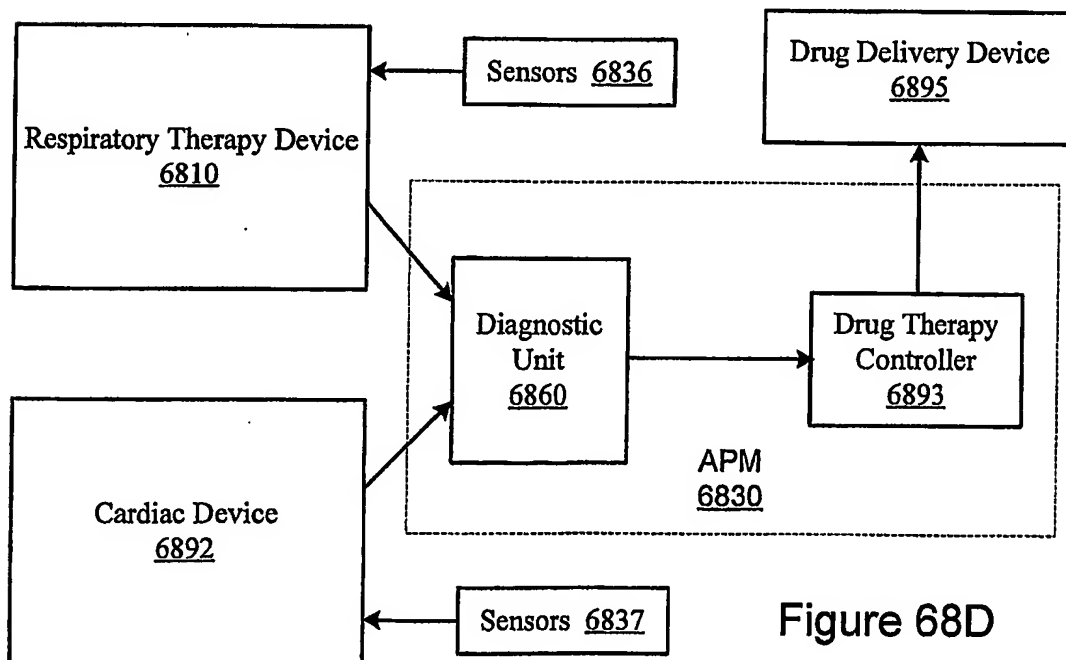 Sensors 6836
Drug Delivery Device
6895
Respiratory Therapy Device
6810
Diagnostic
Unit
6860
Drug Therapy
Controller
6893
APM
6830
Cardiac Device
6892
Sensors 6837
Figure 68D